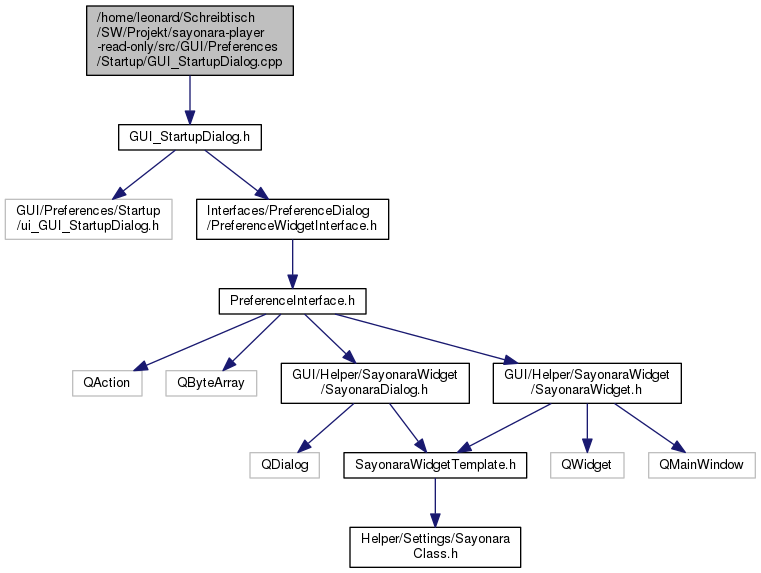 /home/leonard/Schreibtisch
/SW/Projekt/sayonara-player
-read-only/src/GUI/Preferences
/Startup/GUI_StartupDialog.cpp
GUI_StartupDialog.h
GUI/Preferences/Startup
/ui_GUI_StartupDialog.h
Interfaces/PreferenceDialog
/PreferenceWidgetInterface.h
PreferenceInterface.h
QAction
QByteArray
GUI/Helper/SayonaraWidget
/SayonaraDialog.h
GUI/Helper/SayonaraWidget
/SayonaraWidget.h
QDialog
SayonaraWidgetTemplate.h
QWidget
QMainWindow
Helper/Settings/Sayonara
Class.h